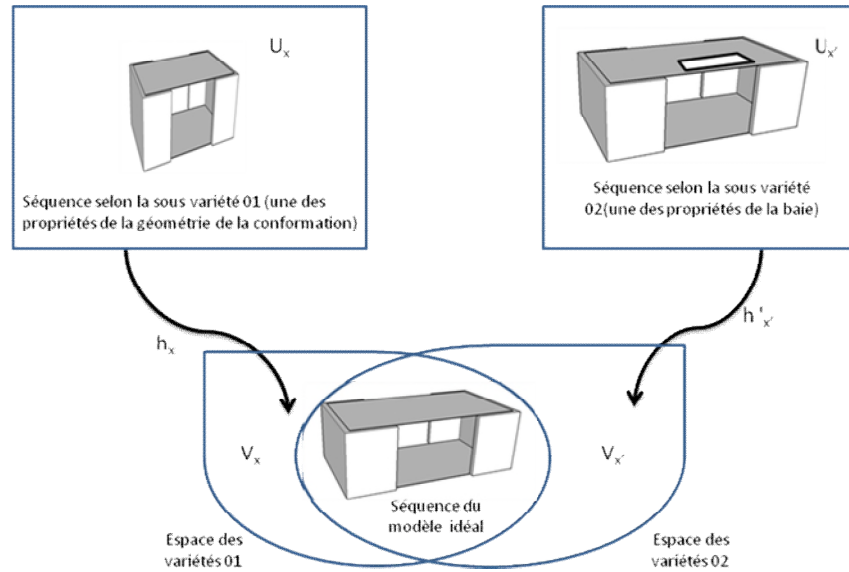 Uₓ
Séquence selon la sous variété 01 (une des
propriétés de la géométrie de la conformation)
Uₓ'
Séquence selon la sous variété
02(une des propriétés de la baie)
hₓ
h'ₓ'
Vₓ
Séquence du
modèle idéal
Vₓ'
Espace des
variétés 01
Espace des
variétés 02